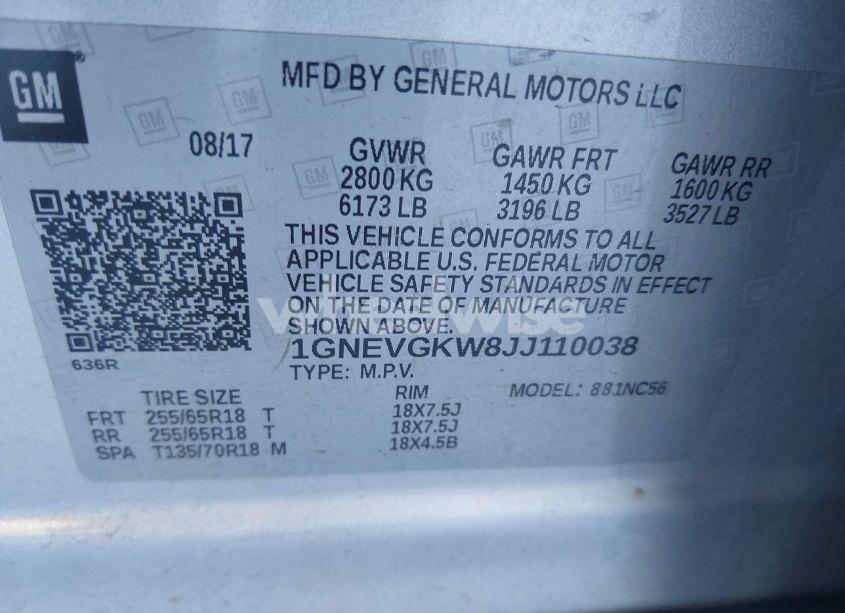 GM
MFD BY GENERAL MOTORS LLC
08/17
GVWR GAWR FRT GAWR RR
2800 KG 1450 KG 1600 KG
6173 LB 3196 LB 3527 LB
THIS VEHICLE CONFORMS TO ALL
APPLICABLE U.S. FEDERAL MOTOR
VEHICLE SAFETY STANDARDS IN EFFECT
ON THE DATE OF MANUFACTURE
SHOWN ABOVE.
1GNEVGKW8JJ110038
636R
TYPE: M.P.V. MODEL: 881NC56
TIRE SIZE RIM
FRT 255/65R18 T 18X7.5J
RR 255/65R18 T 18X7.5J
SPA T135/70R18 M 18X4.5B